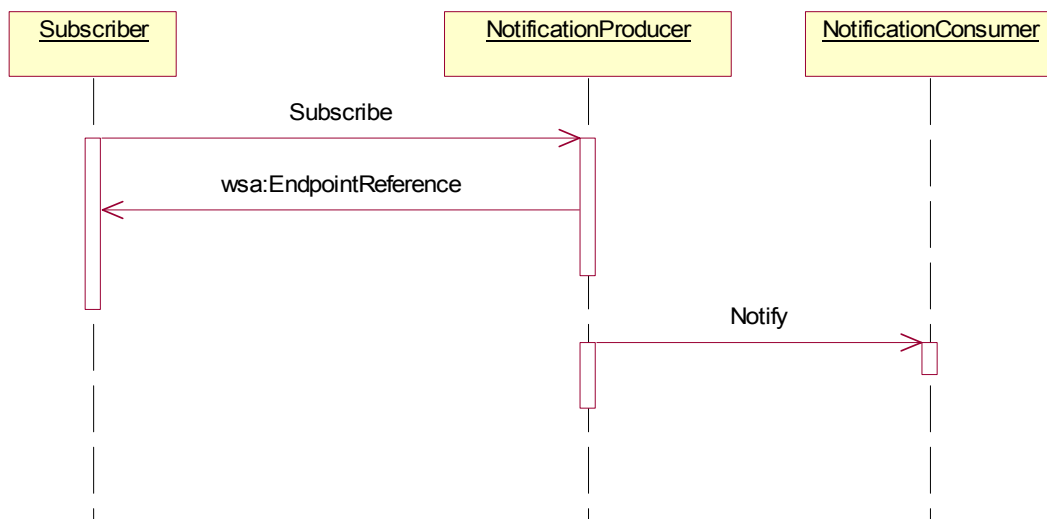 Subscriber
NotificationProducer
NotificationConsumer
Subscribe
wsa:EndpointReference
Notify